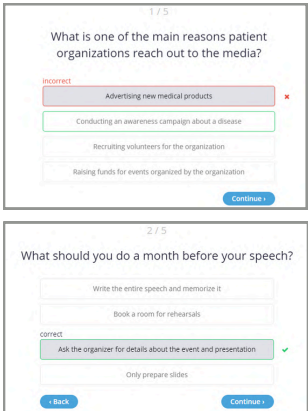 1 / 5
What is one of the main reasons patient
organizations reach out to the media?
incorrect
Advertising new medical products
Conducting an awareness campaign about a disease
Recruiting volunteers for the organization
Raising funds for events organized by the organization
Continue ›
2 / 5
What should you do a month before your speech?
Write the entire speech and memorize it
Book a room for rehearsals
correct
Ask the organizer for details about the event and presentation
Only prepare slides
‹ Back
Continue ›